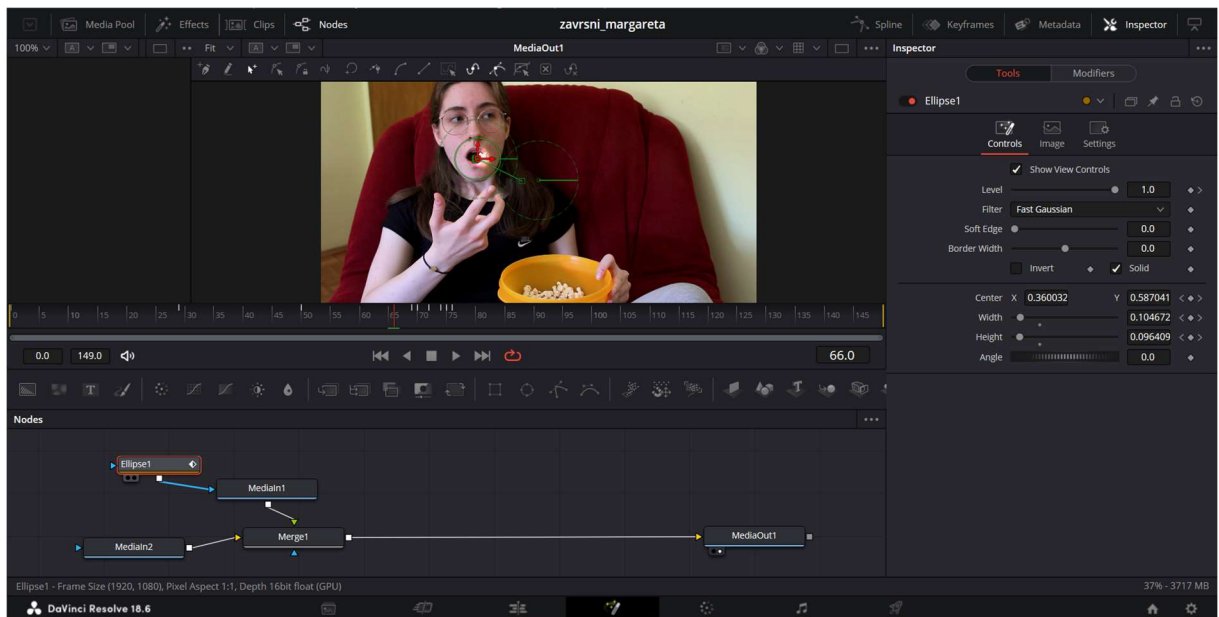 Media Pool Effects Clips Nodes zavrsni_margareta Spline Keyframes Metadata Inspector
100% Fit MediaOut1 Inspector
Tools Modifiers
Ellipse1
Controls Image Settings
Show View Controls
Level 1.0
Filter Fast Gaussian
Soft Edge 0.0
Border Width 0.0
Invert Solid
Center X 0.360032 Y 0.587041
Width 0.104672
Height 0.096409
Angle 0.0
0 5 10 15 20 25 30 35 40 45 50 55 60 65 70 75 80 85 90 95 100 105 110 115 120 125 130 135 140 145
0.0 149.0 66.0
Nodes
Ellipse1
MediaIn1
Merge1
MediaIn2
MediaOut1
Ellipse1 - Frame Size (1920, 1080), Pixel Aspect 1:1, Depth 16bit float (GPU) 37% - 3717 MB
DaVinci Resolve 18.6